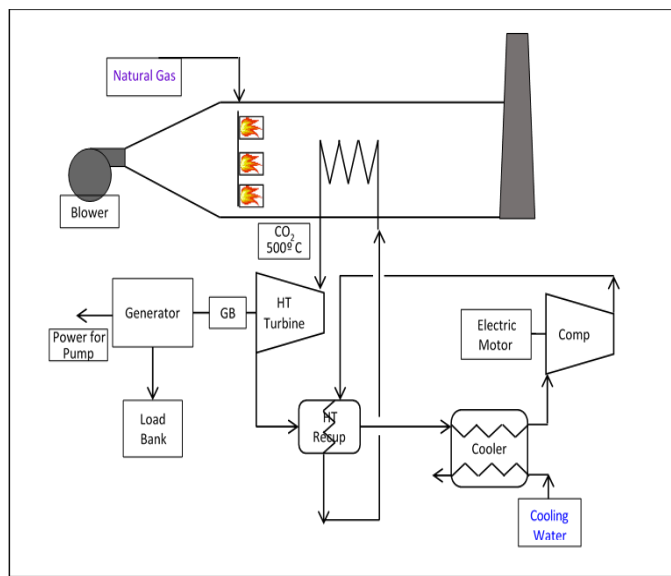 Natural Gas
Blower
CO₂
500º C
HT
Turbine
Generator
GB
Power for
Pump
Load
Bank
Electric
Motor
Comp
HT
Recup
Cooler
Cooling
Water